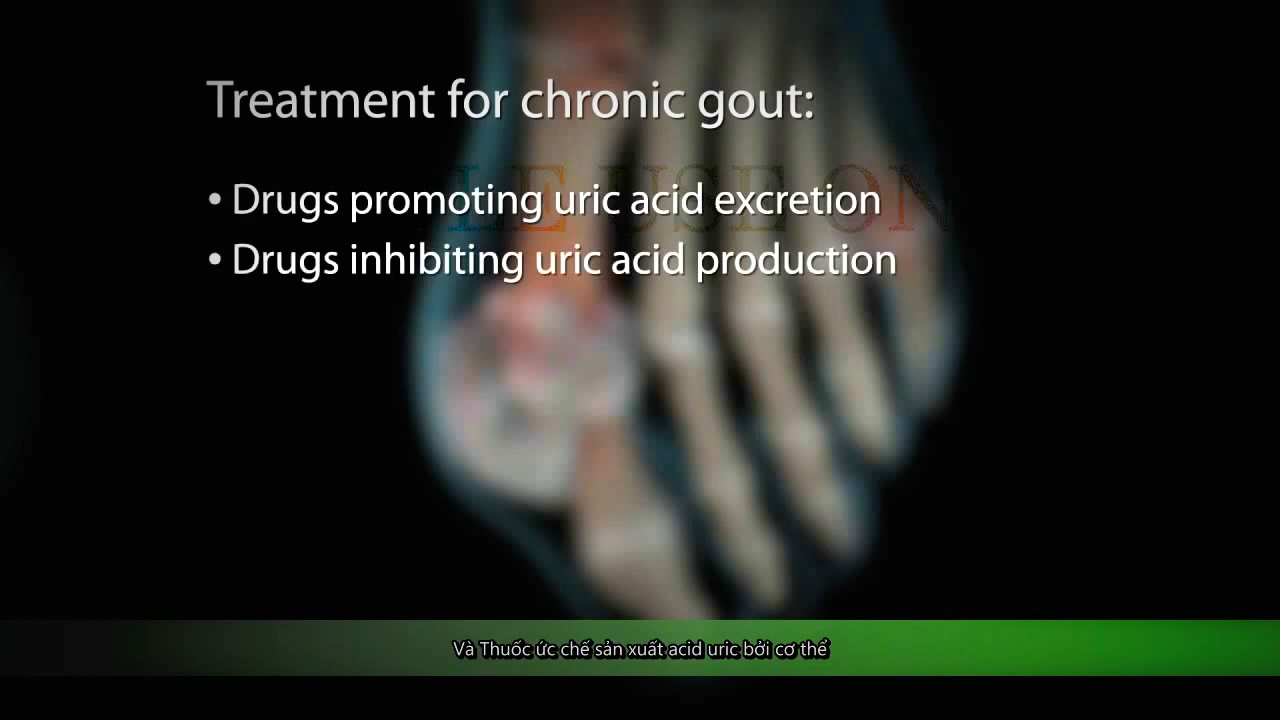 Treatment for chronic gout:
• Drugs promoting uric acid excretion
• Drugs inhibiting uric acid production
Và Thuốc ức chế sản xuất acid uric bởi cơ thể